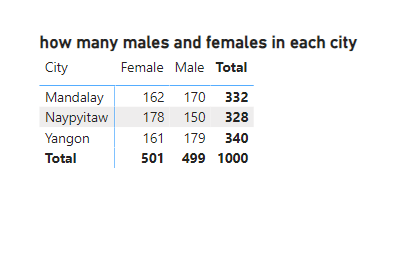 how many males and females in each city
City Female Male Total
Mandalay 162 170 332
Naypyitaw 178 150 328
Yangon 161 179 340
Total 501 499 1000